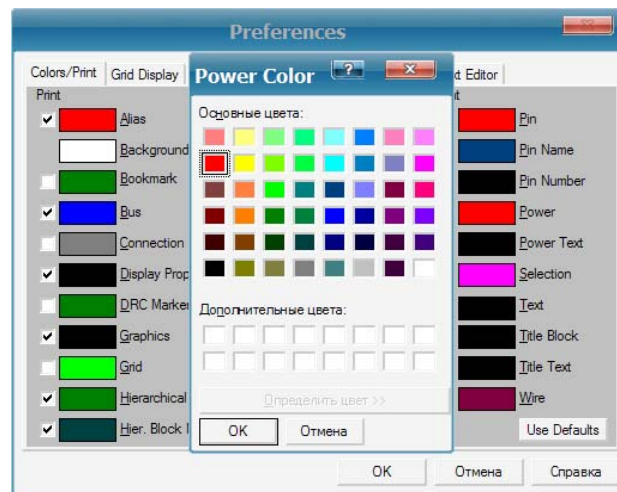 Preferences
Colors/Print
Grid Display
Power Color
?
d Text Editor
Print
Основные цвета:
Alias
Pin
Background
Pin Name
Bookmark
Pin Number
Bus
Power
Connection
Power Text
Display Prop
Selection
DRC Marker
Дополнительные цвета:
Text
Graphics
Title Block
Grid
Title Text
Hierarchical
Определить цвет >>
Wire
Hier. Block
OK
Отмена
Use Defaults
OK
Отмена
Справка